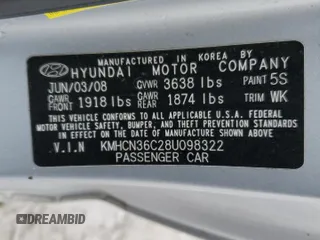 MANUFACTURED IN KOREA BY
HYUNDAI MOTOR COMPANY
JUN/03/08 GVWR 3638 lbs PAINT 5S
GAWR FRONT 1918 lbs GAWR REAR 1874 lbs TRIM WK
THIS VEHICLE CONFORMS TO ALL APPLICABLE U.S.A. FEDERAL
MOTOR VEHICLE SAFETY, BUMPER, AND THEFT PREVENTION
STANDARDS IN EFFECT ON THE DATE OF MANUFACTURE SHOWN ABOVE.
V.I.N KMHCN36C28U098322
PASSENGER CAR
DREAMBID